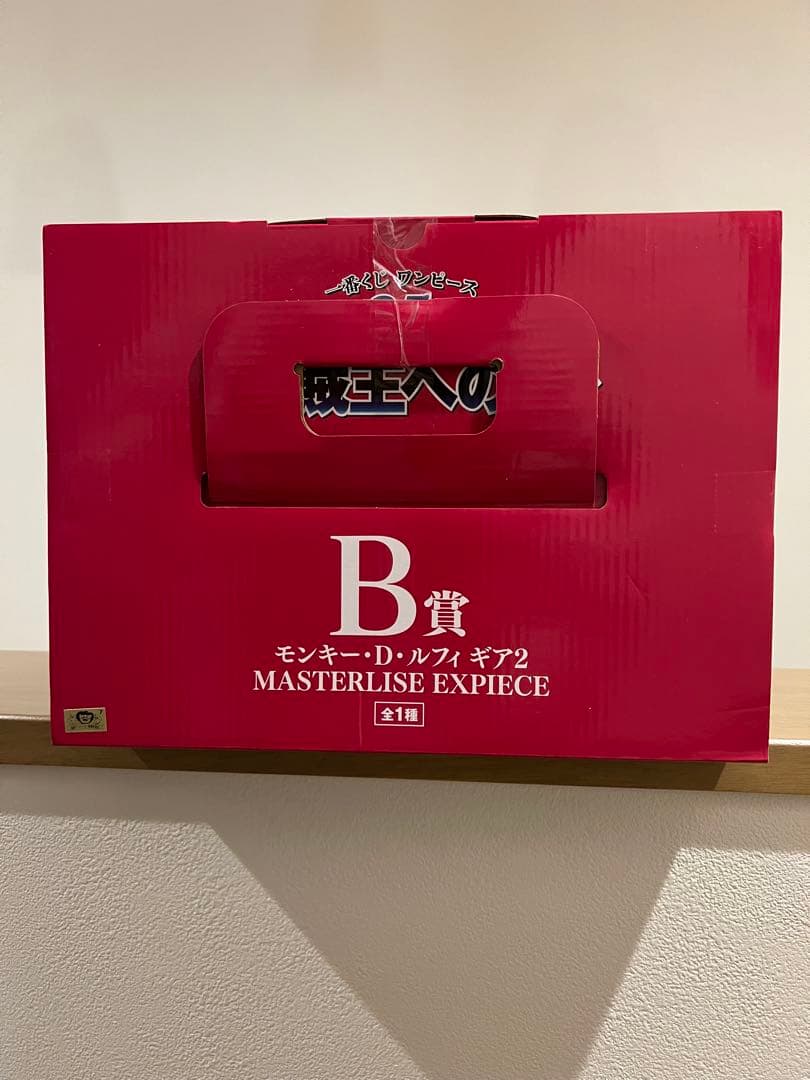 一番くじ ワンピース
賊王への
B賞
モンキー・D・ルフィ ギア2
MASTERLISE EXPIECE
全1種